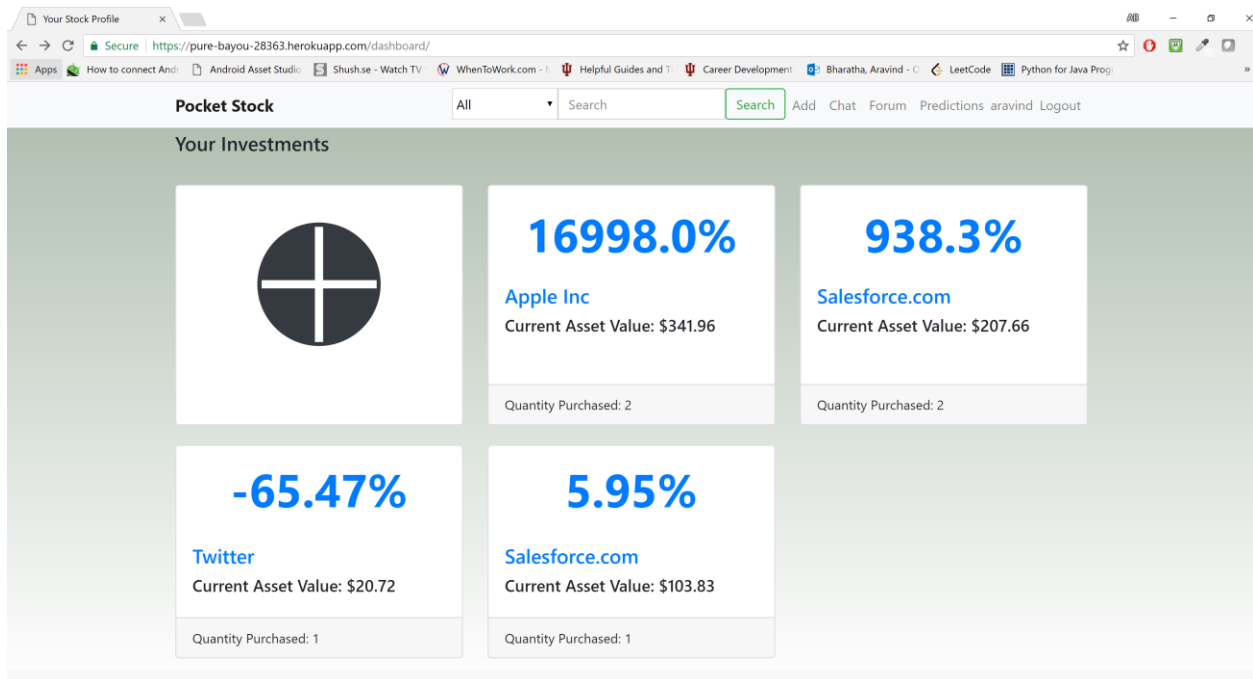 Your Stock Profile
Secure https://pure-bayou-28363.herokuapp.com/dashboard/
Apps How to connect Andr Android Asset Studio Shush.se - Watch TV WhenToWork.com - Helpful Guides and Ti Career Development Bharatha, Aravind - C LeetCode Python for Java Progr »
Pocket Stock All Search Search Add Chat Forum Predictions aravind Logout
Your Investments
16998.0%
Apple Inc
Current Asset Value: $341.96
Quantity Purchased: 2
938.3%
Salesforce.com
Current Asset Value: $207.66
Quantity Purchased: 2
-65.47%
Twitter
Current Asset Value: $20.72
Quantity Purchased: 1
5.95%
Salesforce.com
Current Asset Value: $103.83
Quantity Purchased: 1